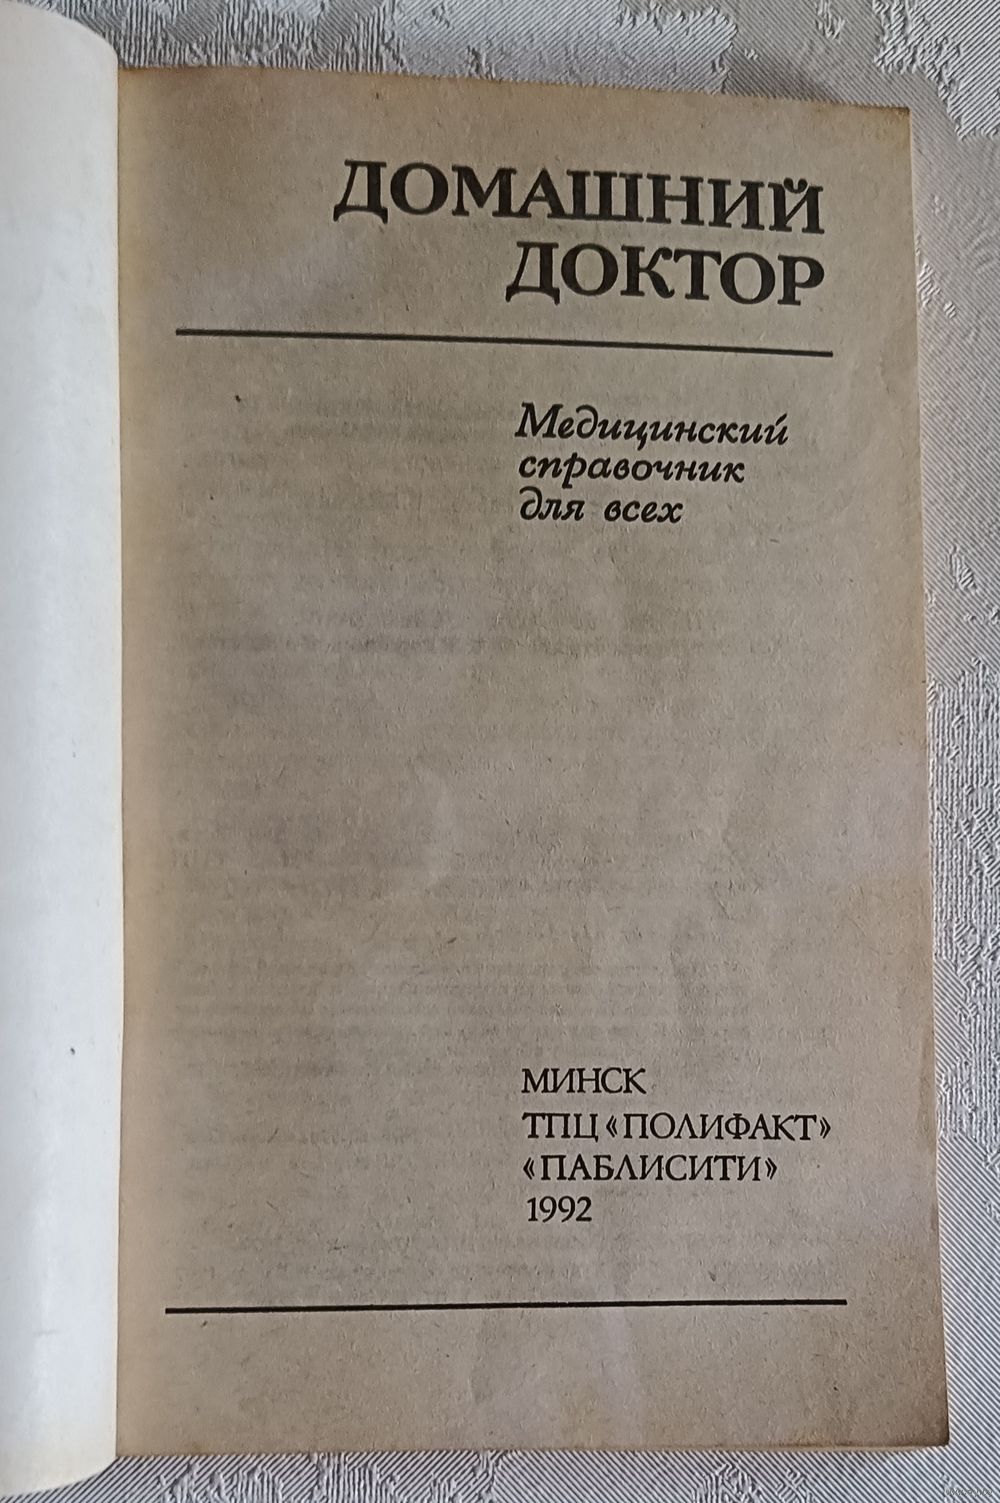 ДОМАШНИЙ
ДОКТОР
Медицинский
справочник
для всех
МИНСК
ТПЦ «ПОЛИФАКТ»
«ПАБЛИСИТИ»
1992